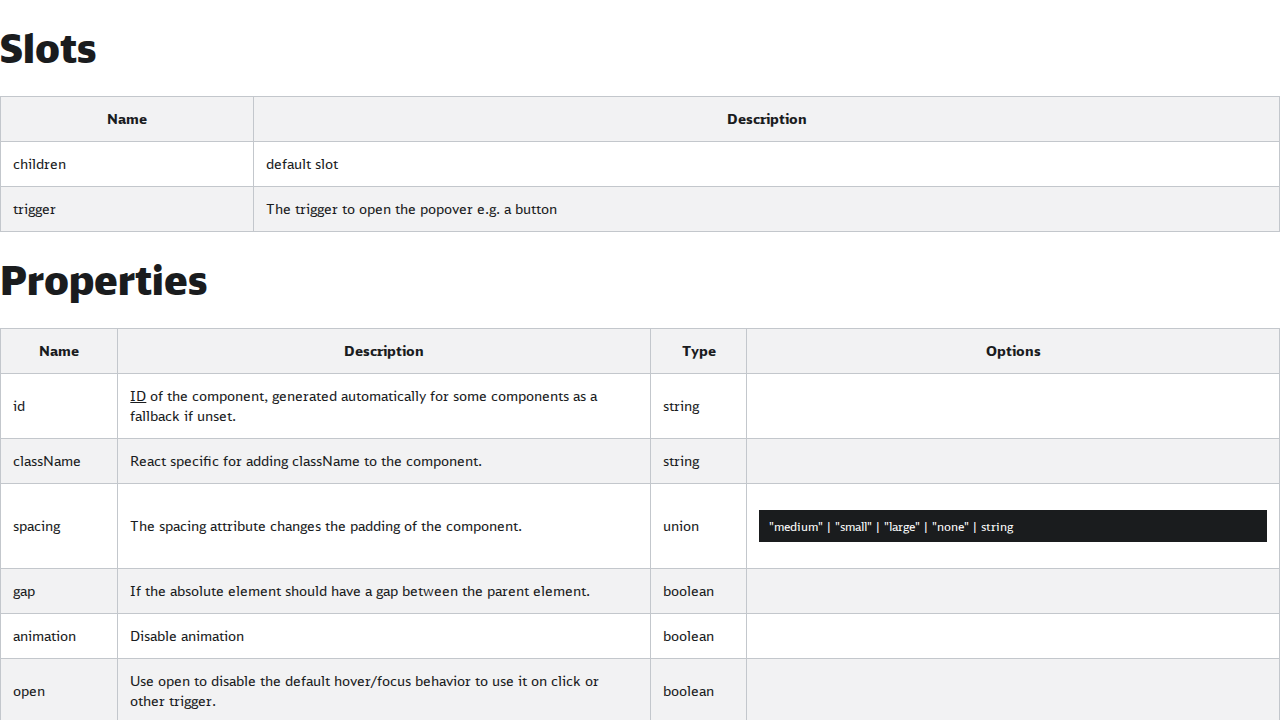 Slots
Name Description
children default slot
trigger The trigger to open the popover e.g. a button
Properties
Name Description Type Options
id ID of the component, generated automatically for some components as a fallback if unset. string
className React specific for adding className to the component. string
spacing The spacing attribute changes the padding of the component. union "medium" | "small" | "large" | "none" | string
gap If the absolute element should have a gap between the parent element. boolean
animation Disable animation boolean
open Use open to disable the default hover/focus behavior to use it on click or other trigger. boolean